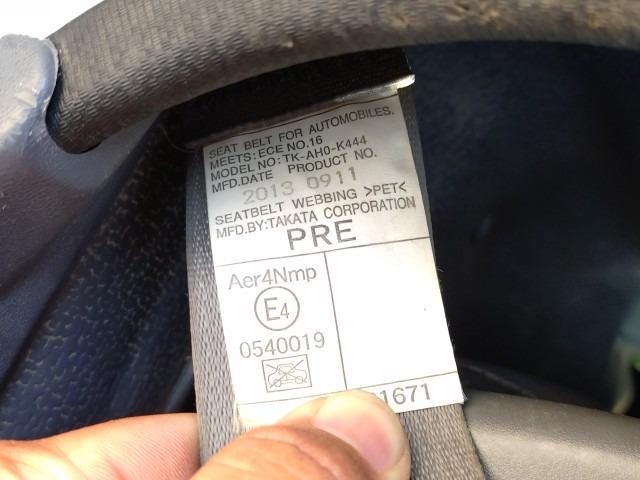 SEAT BELT FOR AUTOMOBILES.
MEETS:ECE NO.16
MODEL NO: TK-AH0-K444
MFD.DATE PRODUCT NO.
2013 0911
SEATBELT WEBBING >PET<
MFD.BY:TAKATA CORPORATION
PRE
Aer4Nmp
E4
0540019
1671